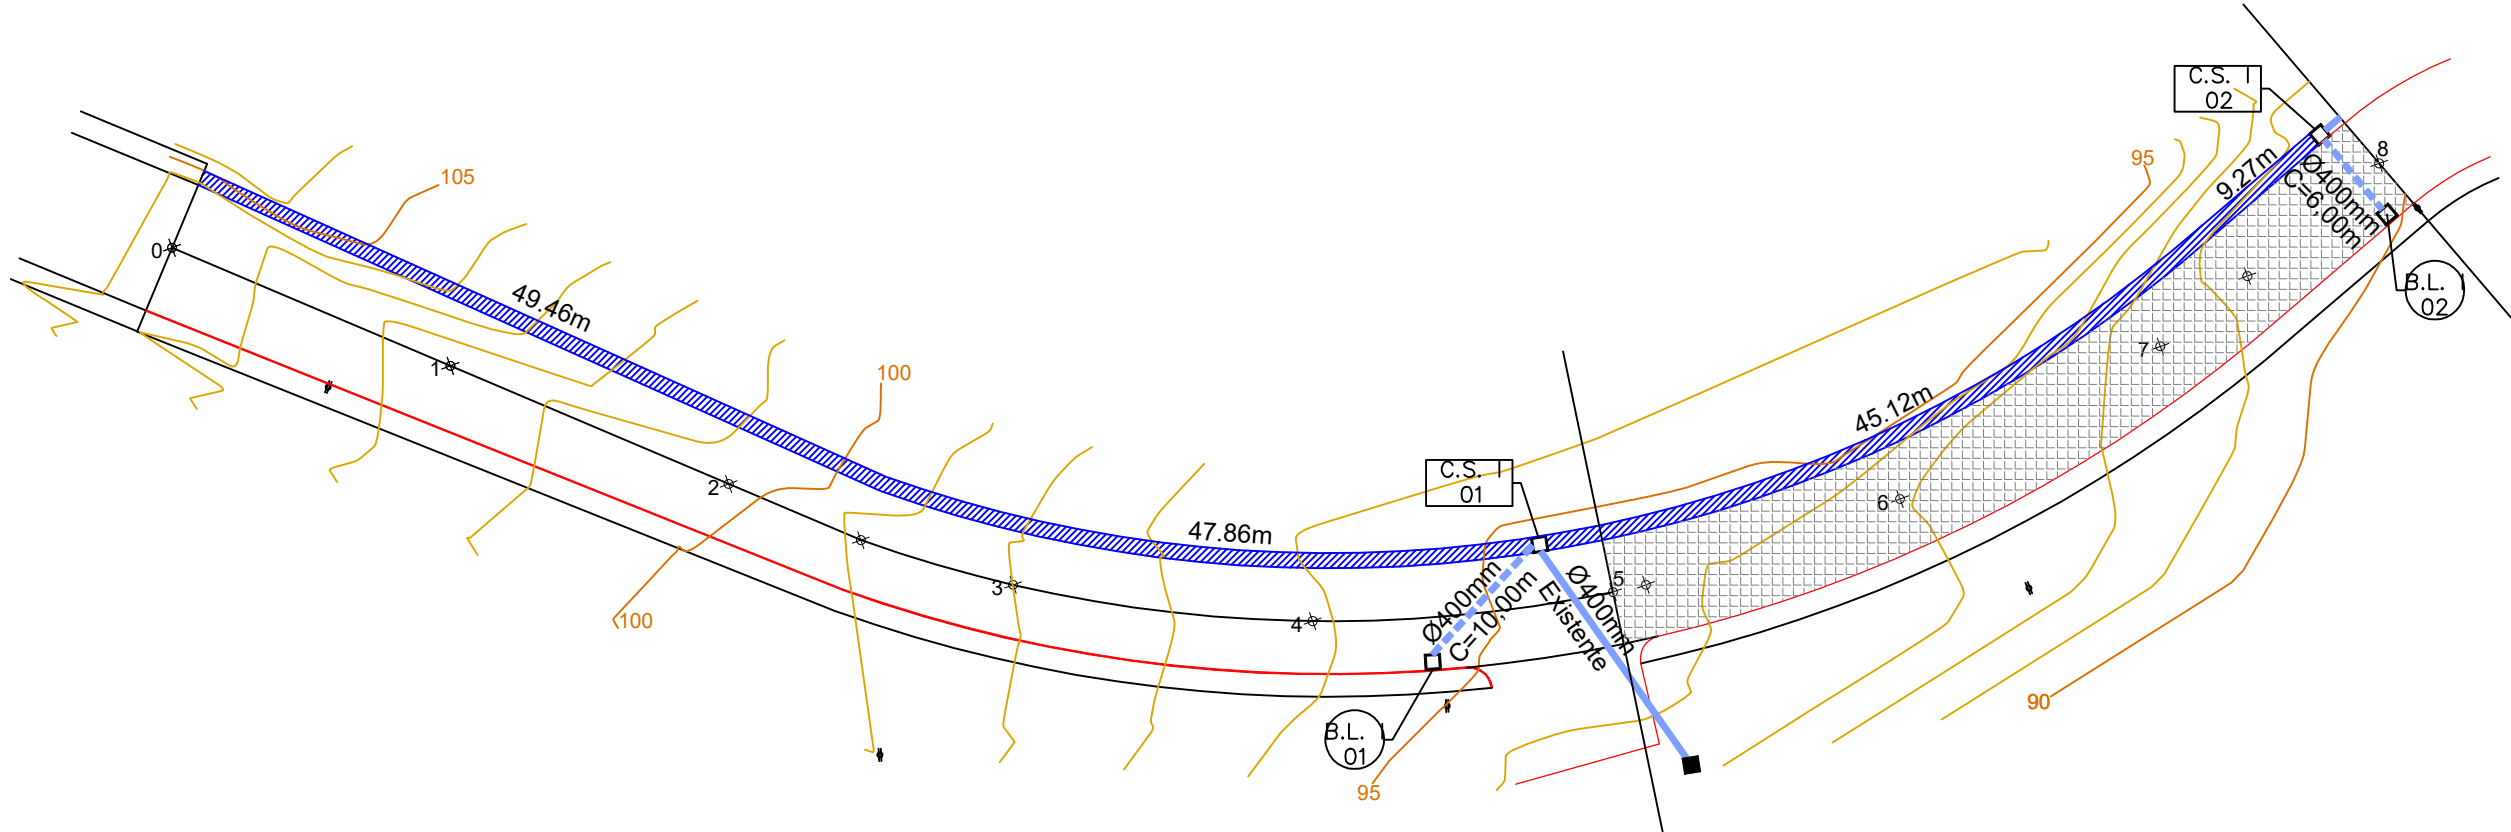 C.S. I
02
8
95
105
9.27m
Ø400mm
C=6,00m
0
49.46m
B.L. I
02
7
1
100
45.12m
C.S. I
01
2
6
47.86m
3
Ø400mm
C=10,00m
Ø400mm
Existente
5
4
100
90
B.L. I
01
95